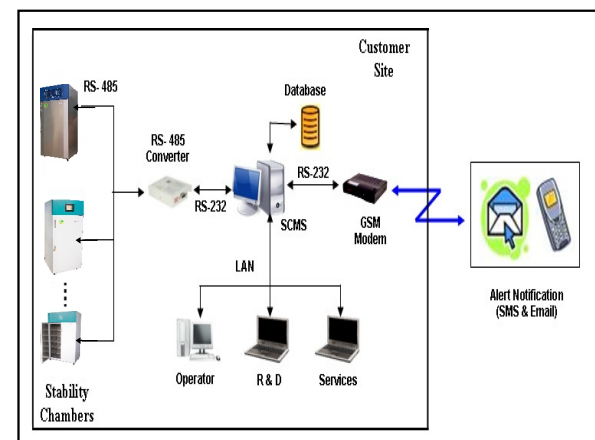 Customer
Site
RS- 485
Database
RS- 485
Converter
RS-232
RS-232
SCMS
GSM
Modem
LAN
Alert Notification
(SMS & Email)
Operator
R & D
Services
Stability
Chambers